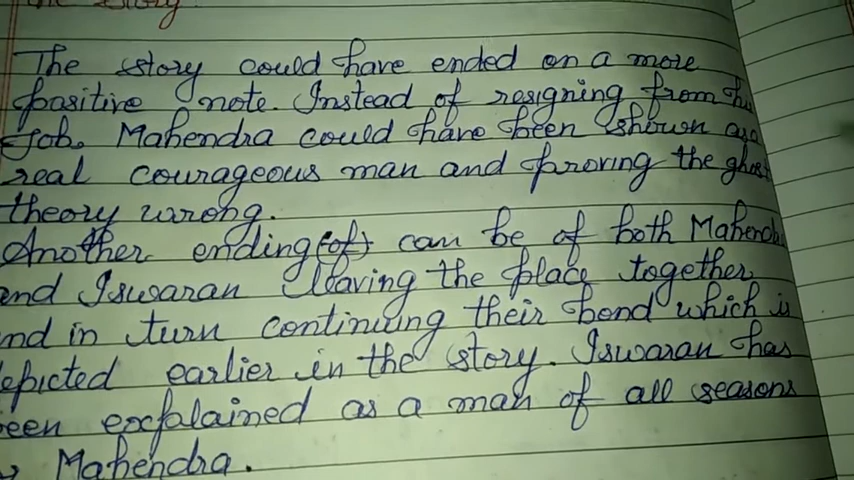 the story
The story could have ended on a more
positive note. Instead of resigning from his
job. Mahendra could have been shown as a
real courageous man and proving the ghost
theory wrong.
Another ending (of) can be of both Mahendra
and Iswaran leaving the place together
and in turn continuing their bond which is
depicted earlier in the story. Iswaran has
been explained as a man of all seasons
Mahendra.